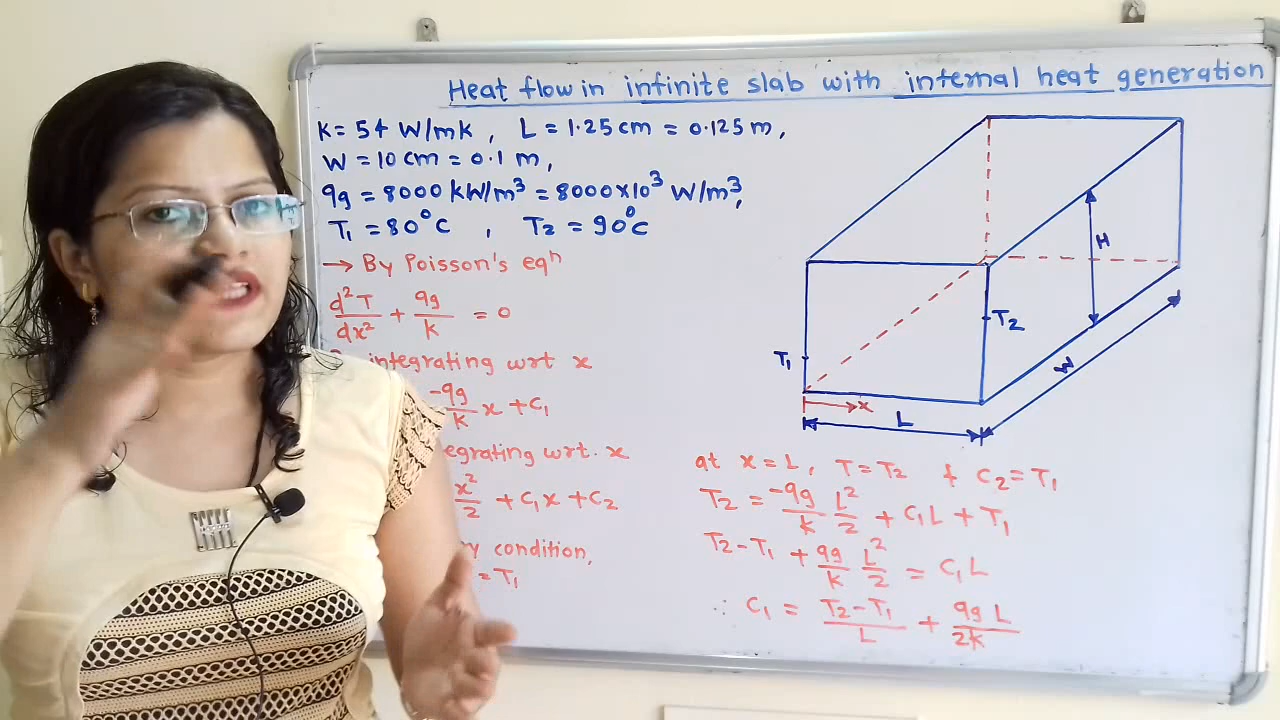 Heat flow in infinite slab with internal heat generation
K = 54 W/mk , L = 1.25 cm = 0.125 m,
W = 10 cm = 0.1 m,
qg = 8000 kW/m³ = 8000×10³ W/m³,
T₁ = 80°C , T₂ = 90°C
→ By Poisson's eqⁿ
d²T/dx² + qg/k = 0
integrating wrt x
-qg/k x + C₁
egrating wrt. x
x²/2 + C₁x + C₂
ry condition,
= T₁
T₁
T₂
H
W
x
L
at x = L, T = T₂ & C₂ = T₁
T₂ = -qg/k L²/2 + C₁L + T₁
T₂-T₁ + qg/k L²/2 = C₁L
∴ C₁ = T₂-T₁/L + qg L/2k